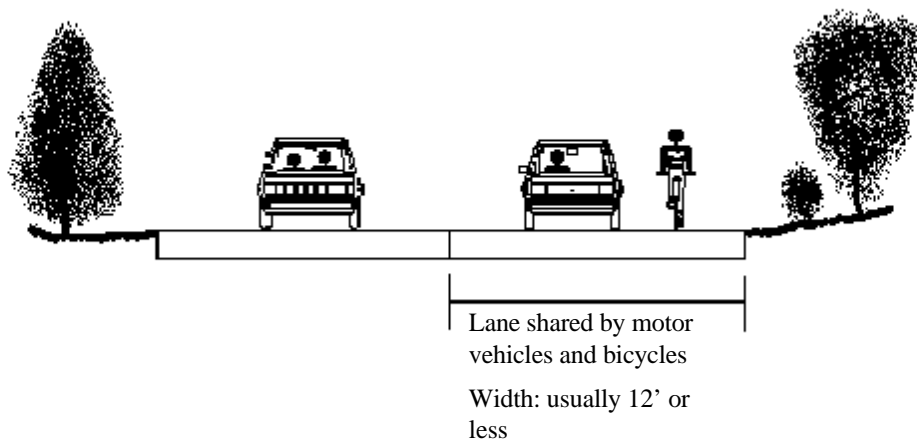 Lane shared by motor
vehicles and bicycles
Width: usually 12’ or
less